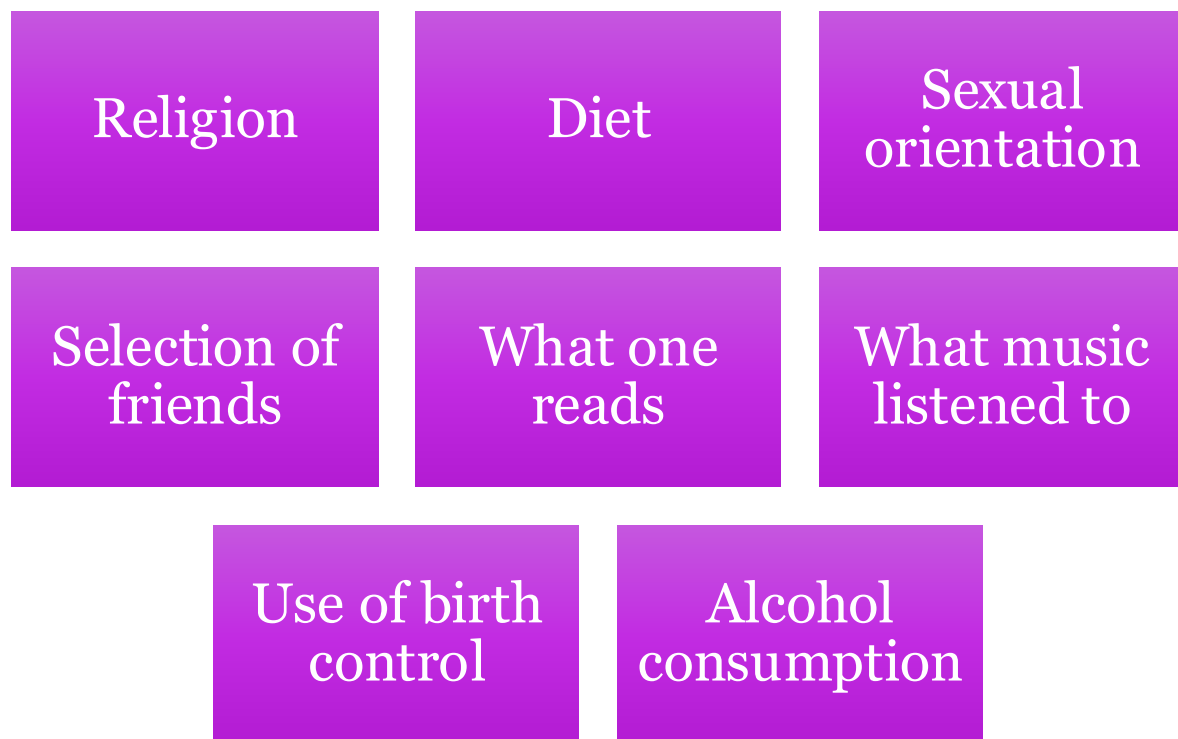 Religion
Diet
Sexual
orientation
Selection of
friends
What one
reads
What music
listened to
Use of birth
control
Alcohol
consumption